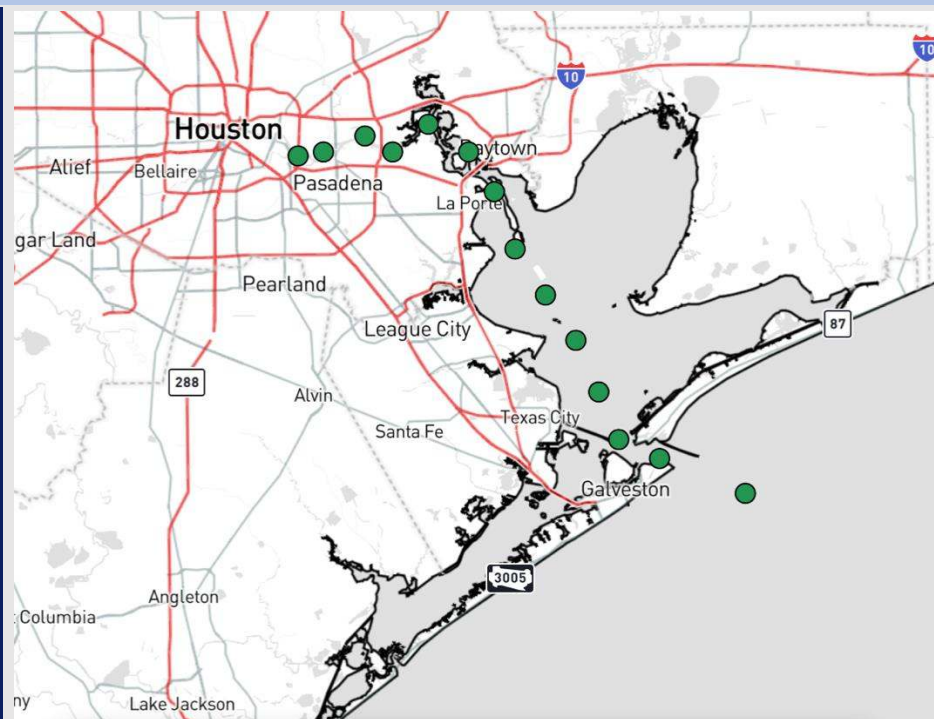 10
10
Houston
Baytown
Alief
Bellaire
Pasadena
La Porte
gar Land
Pearland
87
League City
288
Alvin
Texas City
Santa Fe
Galveston
3005
Angleton
Columbia
ny
Lake Jackson